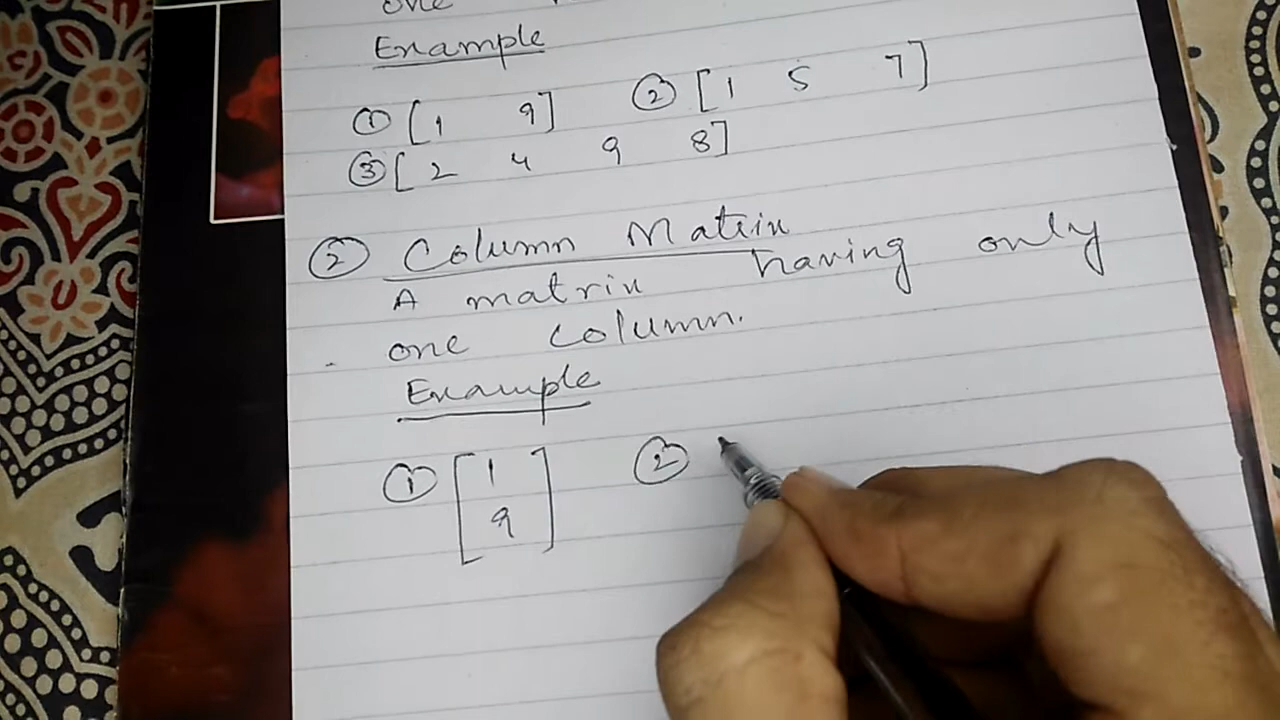 one
Example
① [1 9] ② [1 5 7]
③ [2 4 9 8]
② Column Matrix
A matrix having only
one column.
Example
① [1 ②
9]